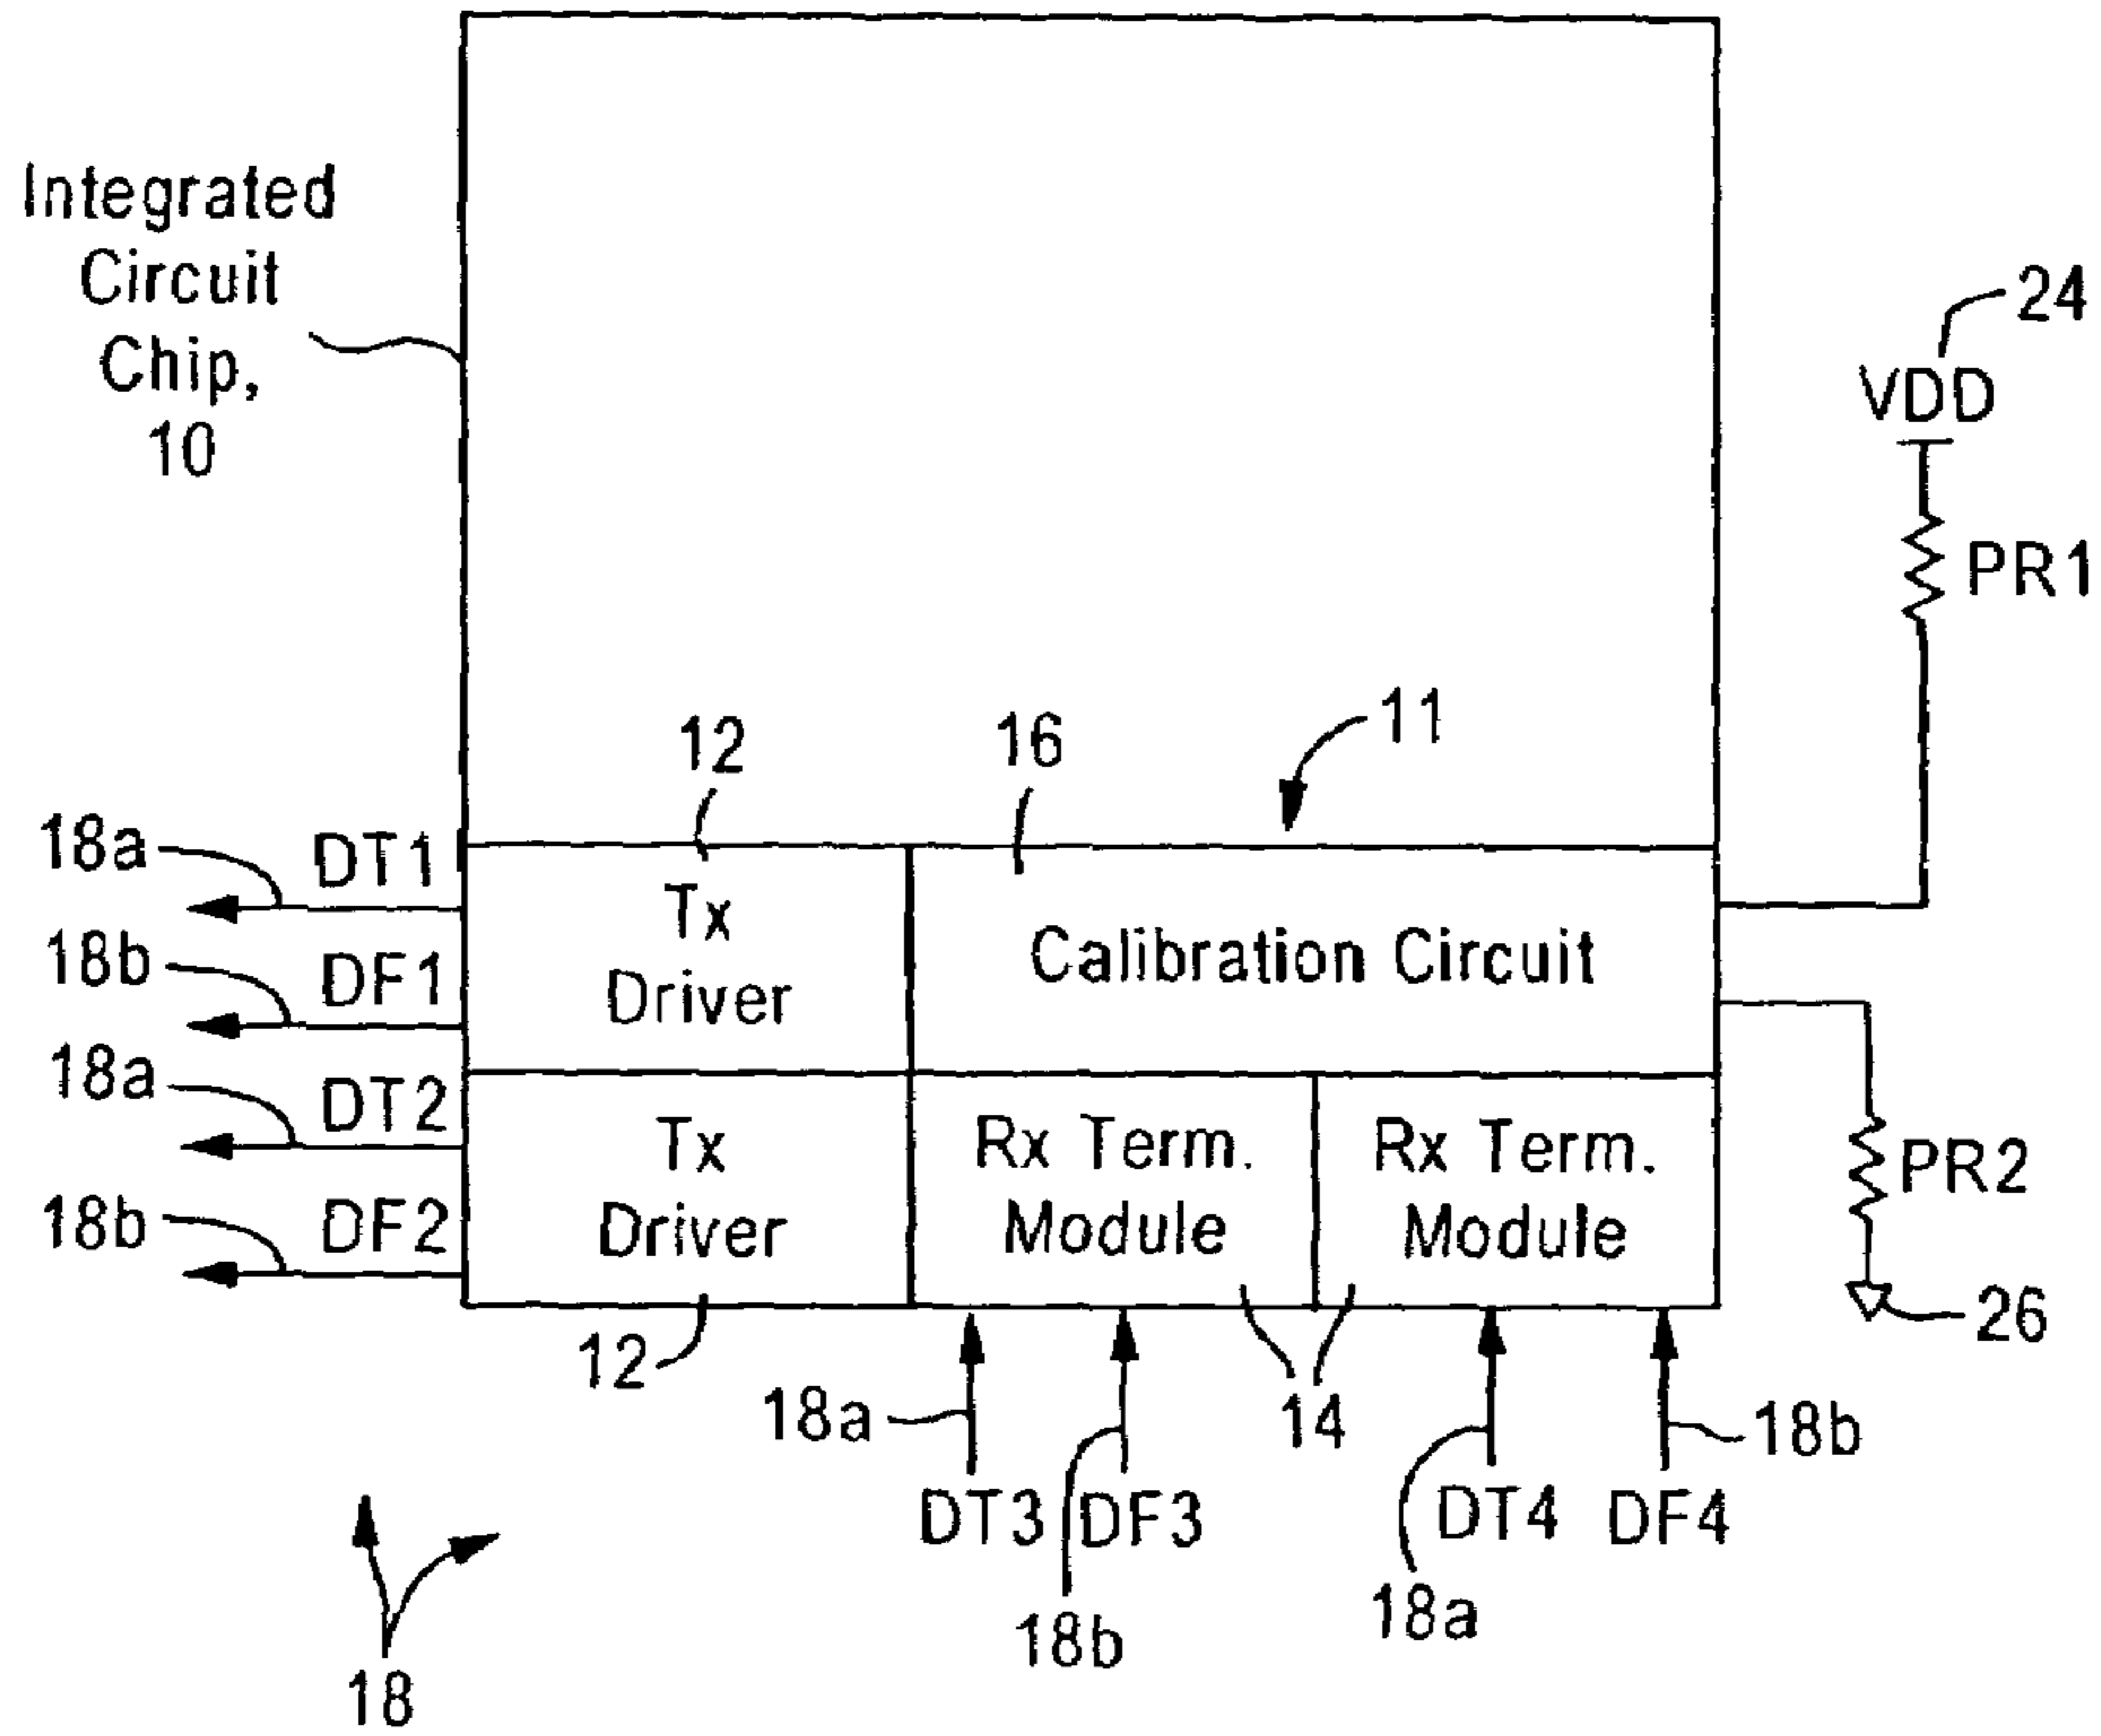 Integrated
Circuit
Chip,
10
24
VDD
PR1
12
16
11
18a
DT1
18b
DF1
Tx
Driver
Calibration Circuit
18a
DT2
18b
DF2
Tx
Driver
Rx Term.
Module
Rx Term.
Module
PR2
26
12
18a
14
18b
DT3
DF3
DT4
DF4
18b
18a
18